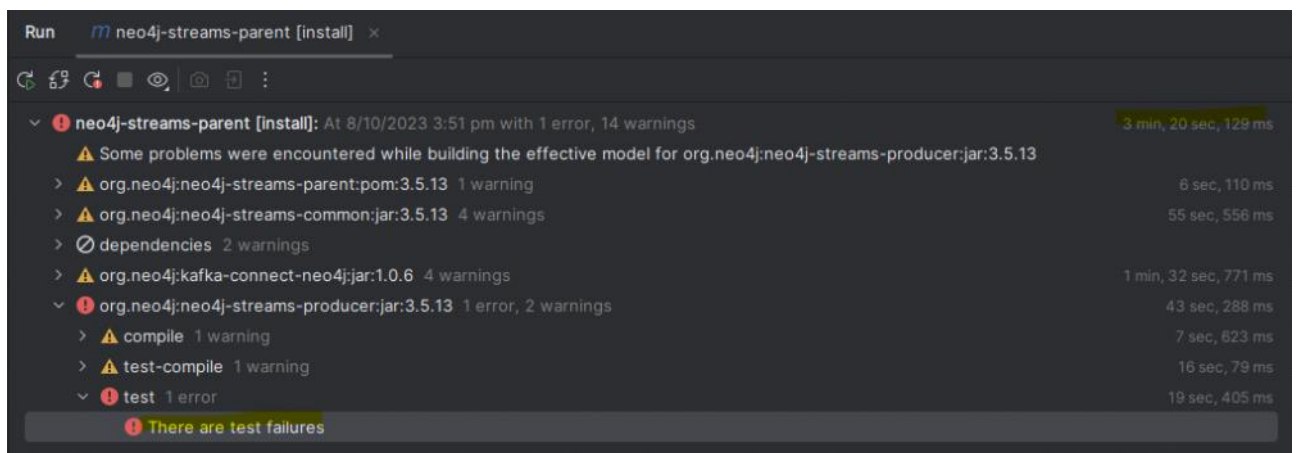 Run m neo4j-streams-parent [install] ×
neo4j-streams-parent [install]: At 8/10/2023 3:51 pm with 1 error, 14 warnings 3 min, 20 sec, 129 ms
Some problems were encountered while building the effective model for org.neo4j:neo4j-streams-producer:jar:3.5.13
org.neo4j:neo4j-streams-parent:pom:3.5.13 1 warning 6 sec, 110 ms
org.neo4j:neo4j-streams-common:jar:3.5.13 4 warnings 55 sec, 556 ms
dependencies 2 warnings
org.neo4j:kafka-connect-neo4j:jar:1.0.6 4 warnings 1 min, 32 sec, 771 ms
org.neo4j:neo4j-streams-producer:jar:3.5.13 1 error, 2 warnings 43 sec, 288 ms
compile 1 warning 7 sec, 623 ms
test-compile 1 warning 16 sec, 79 ms
test 1 error 19 sec, 405 ms
There are test failures